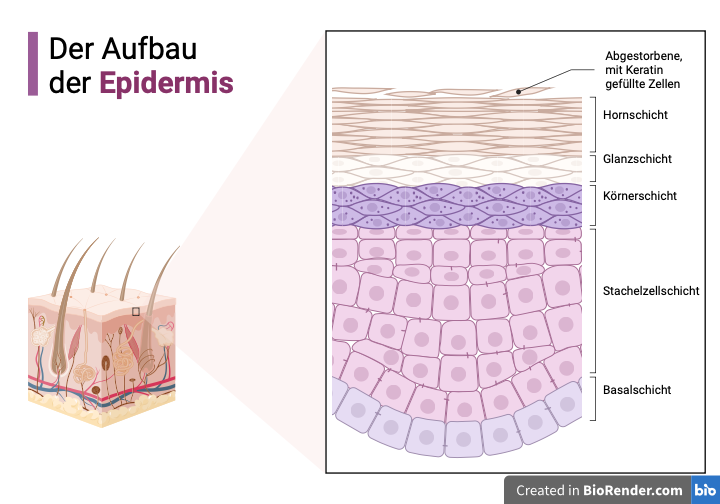 Der Aufbau
der Epidermis
Abgestorbene,
mit Keratin
gefüllte Zellen
Hornschicht
Glanzschicht
Körnerschicht
Stachelzellschicht
Basalschicht
Created in BioRender.com bio